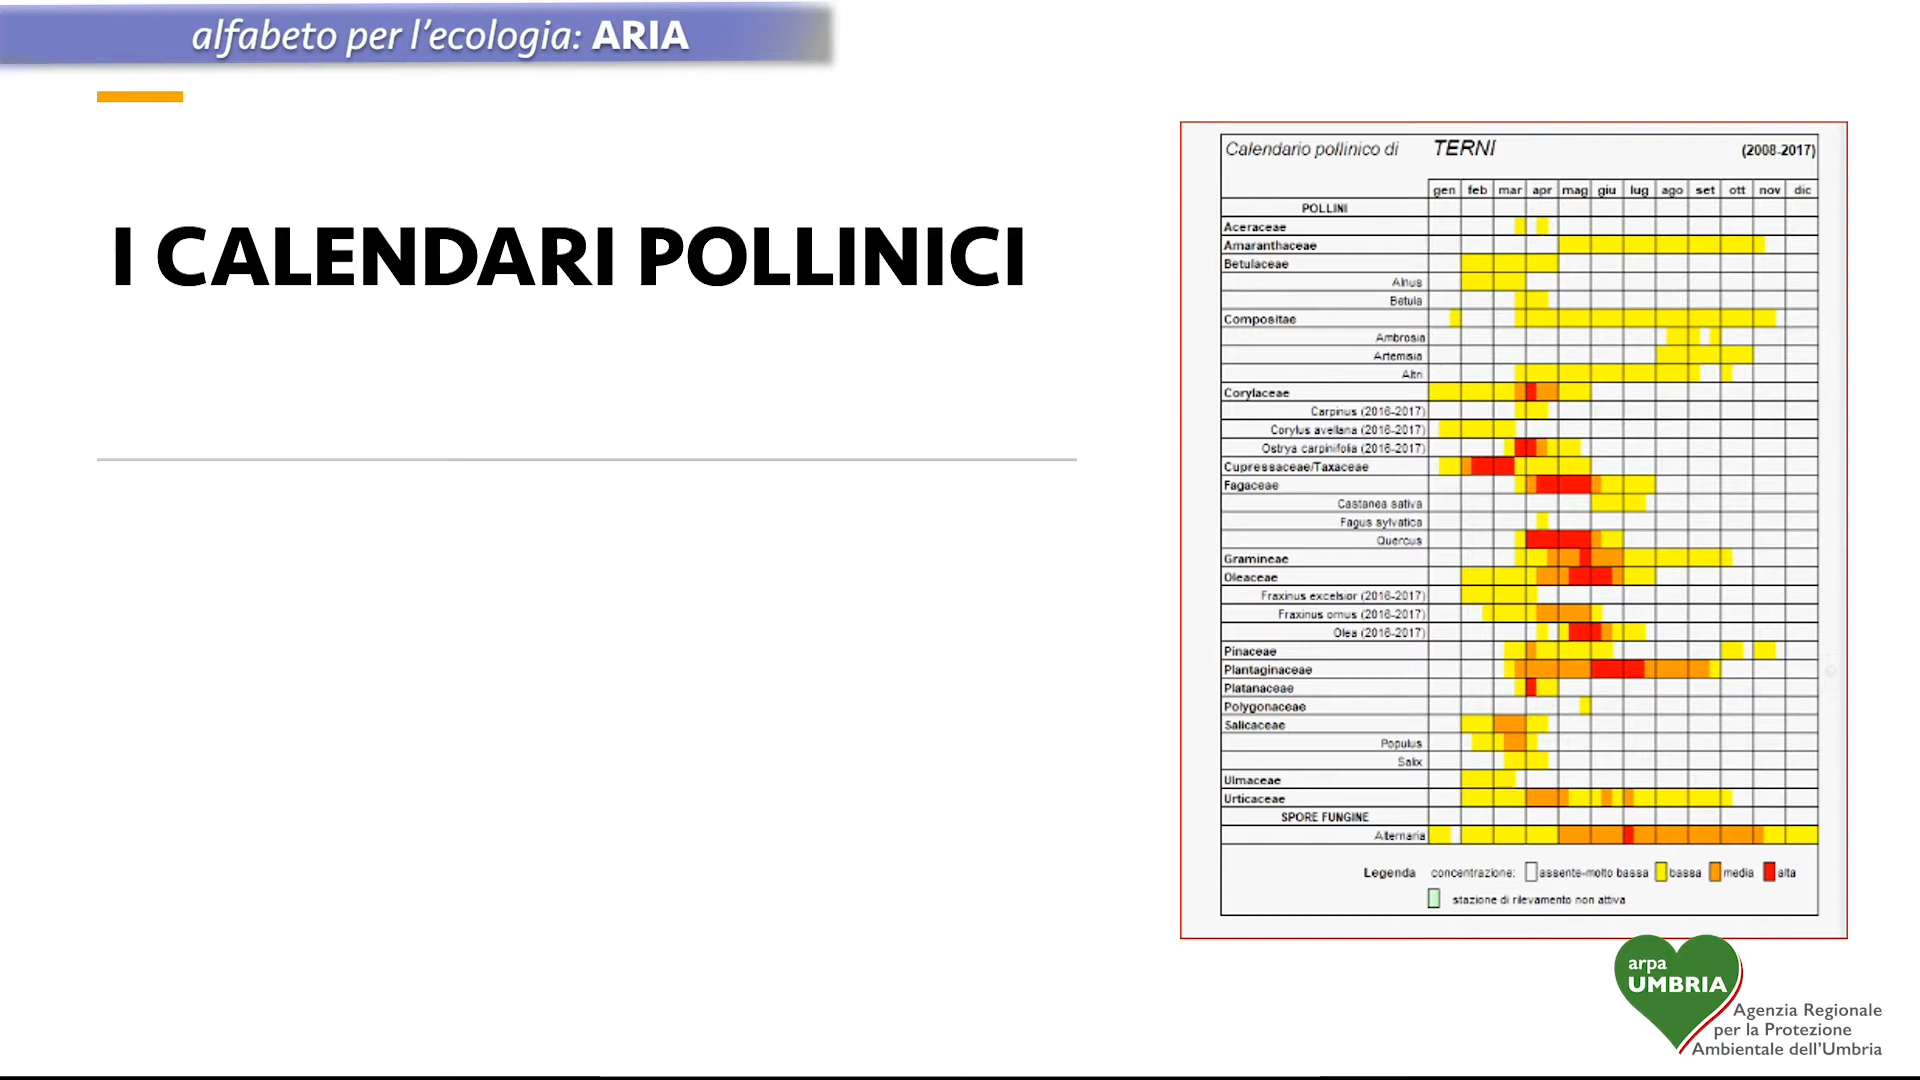 alfabeto per l'ecologia: ARIA
I CALENDARI POLLINICI
Calendario pollinico di TERNI (2008-2017)
gen feb mar apr mag giu lug ago set ott nov dic
POLLINI
Aceraceae
Amaranthaceae
Betulaceae
Alnus
Betula
Compositae
Ambrosia
Artemisia
Altri
Corylaceae
Carpinus (2016-2017)
Corylus avellana (2016-2017)
Ostrya carpinifolia (2016-2017)
Cupressaceae/Taxaceae
Fagaceae
Castanea sativa
Fagus sylvatica
Quercus
Gramineae
Oleaceae
Fraxinus excelsior (2016-2017)
Fraxinus ornus (2016-2017)
Olea (2016-2017)
Pinaceae
Plantaginaceae
Platanaceae
Polygonaceae
Salicaceae
Populus
Salix
Ulmaceae
Urticaceae
SPORE FUNGINE
Alternaria
Legenda concentrazione: assente-molto bassa bassa media alta
stazione di rilevamento non attiva
arpa
UMBRIA
Agenzia Regionale
per la Protezione
Ambientale dell'Umbria